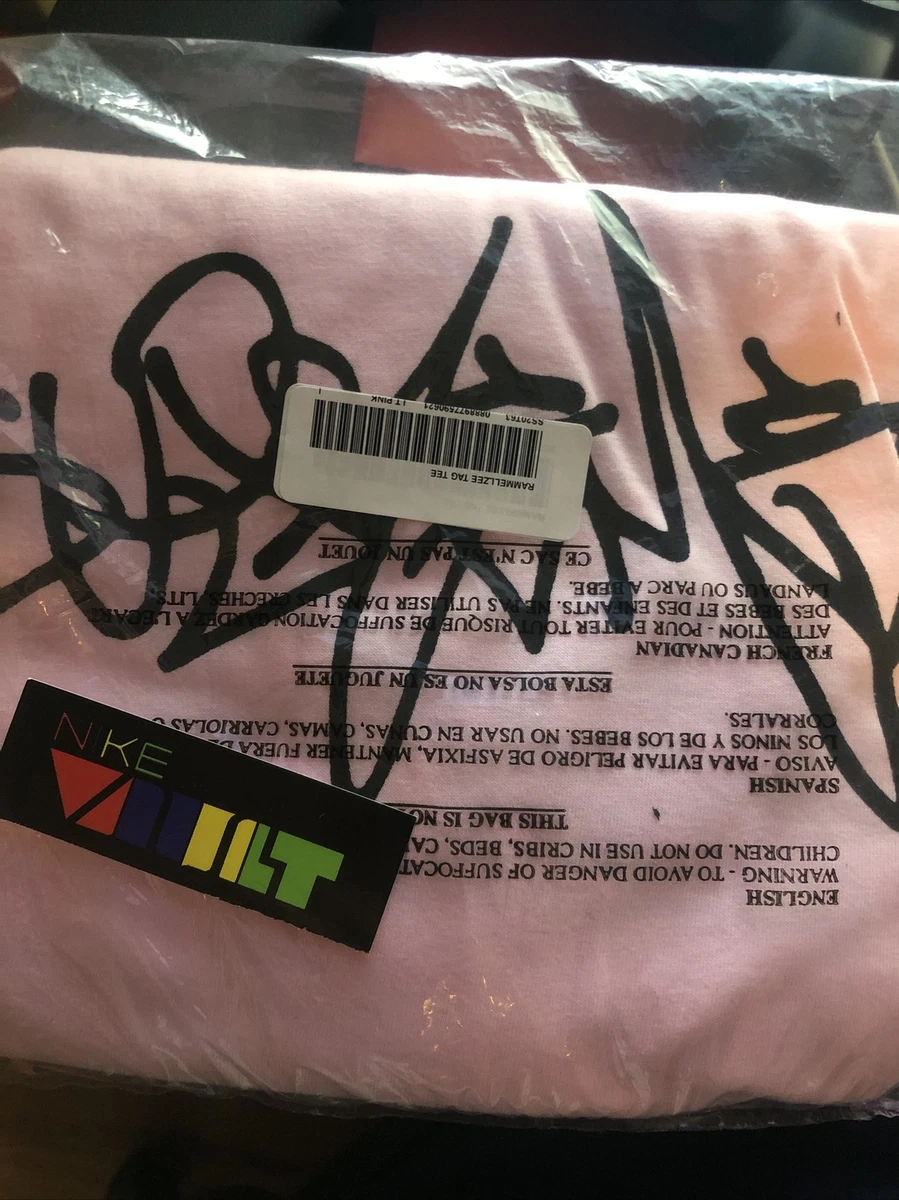 NIKE
VAULT
RAMMELLZEE TAG TEE
SS20T63
LT PINK
ENGLISH
WARNING - TO AVOID DANGER OF
CHILDREN. DO NOT USE IN CRIBS, BEDS,
THIS BAG IS
SPANISH
AVISO - PARA EVITAR PELIGRO DE ASFIXIA, MANTENER FUERA
LOS NINOS Y DE LOS BEBES. NO USAR EN CUNAS, CAMAS, CARRIOLAS
CORRALES.
ESTA BOLSA NO ES UN JUGUETE
FRENCH CANADIAN
ATTENTION - POUR EVITER TOUT RISQUE DE SUFFOCATION GARDEZ A L'ECART
DES BEBES ET DES ENFANTS. NE PAS UTILISER DANS LES CRECHES, LITS,
LANDAUS OU PARC A BEBE.
CE SAC N'EST PAS UN JOUET